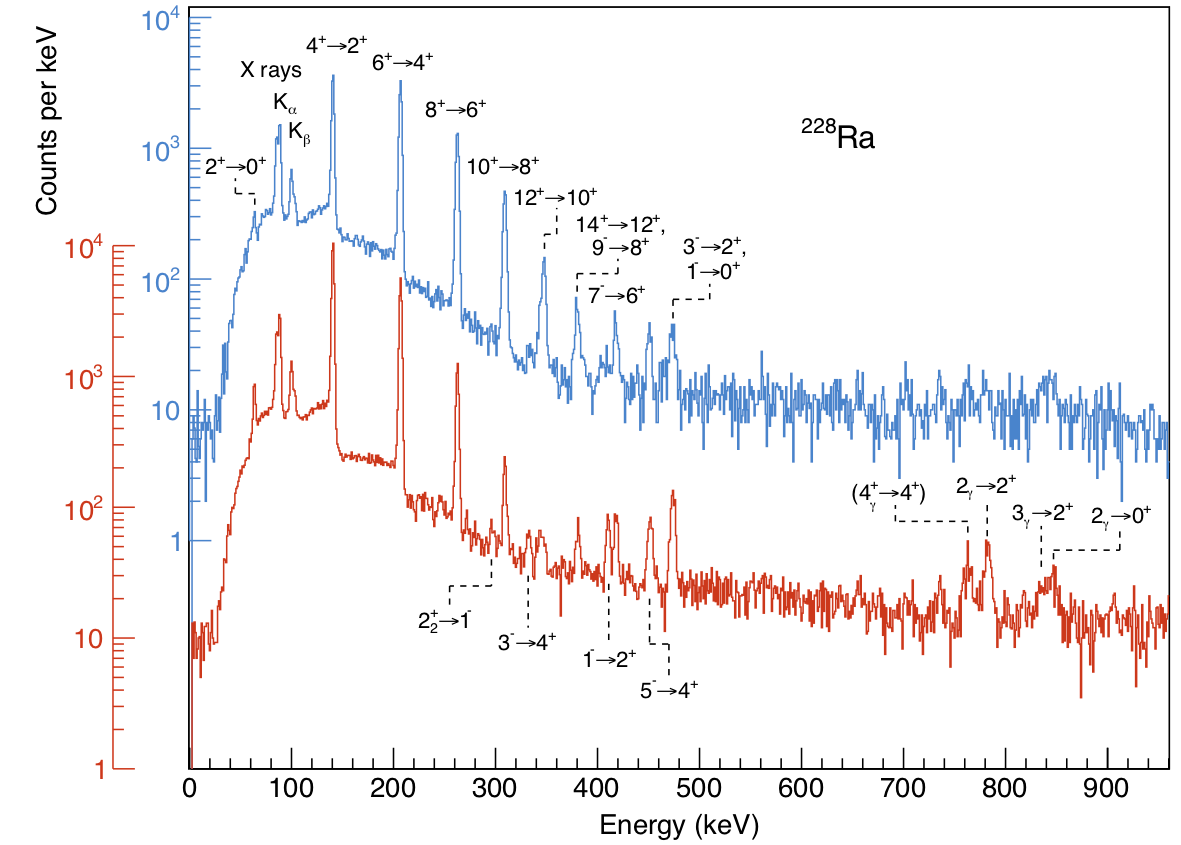 Counts per keV
10⁴
10³
10²
10
1
10⁴
10³
10²
10
1
X rays
Kα
Kβ
2⁺→0⁺
4⁺→2⁺
6⁺→4⁺
8⁺→6⁺
10⁺→8⁺
12⁺→10⁺
14⁺→12⁺,
9⁻→8⁺
7⁻→6⁺
3⁻→2⁺,
1⁻→0⁺
²²⁸Ra
(4ᵧ⁺→4⁺)
2ᵧ→2⁺
3ᵧ→2⁺
2ᵧ→0⁺
2₂⁺→1⁻
3⁻→4⁺
1⁻→2⁺
5⁻→4⁺
0 100 200 300 400 500 600 700 800 900
Energy (keV)